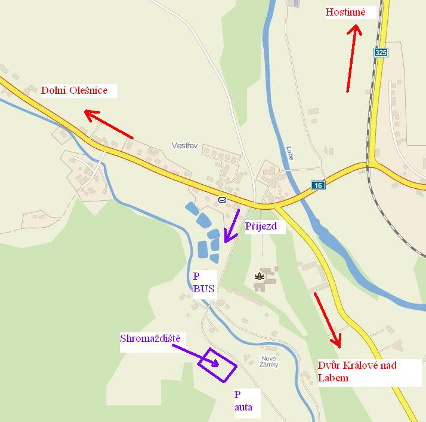 Hostinné
325
Dolní Olešnice
Vestřev
Labe
16
Příjezd
P
BUS
Shromaždiště
Nové
Zámky
Dvůr Králové nad
Labem
P
auta